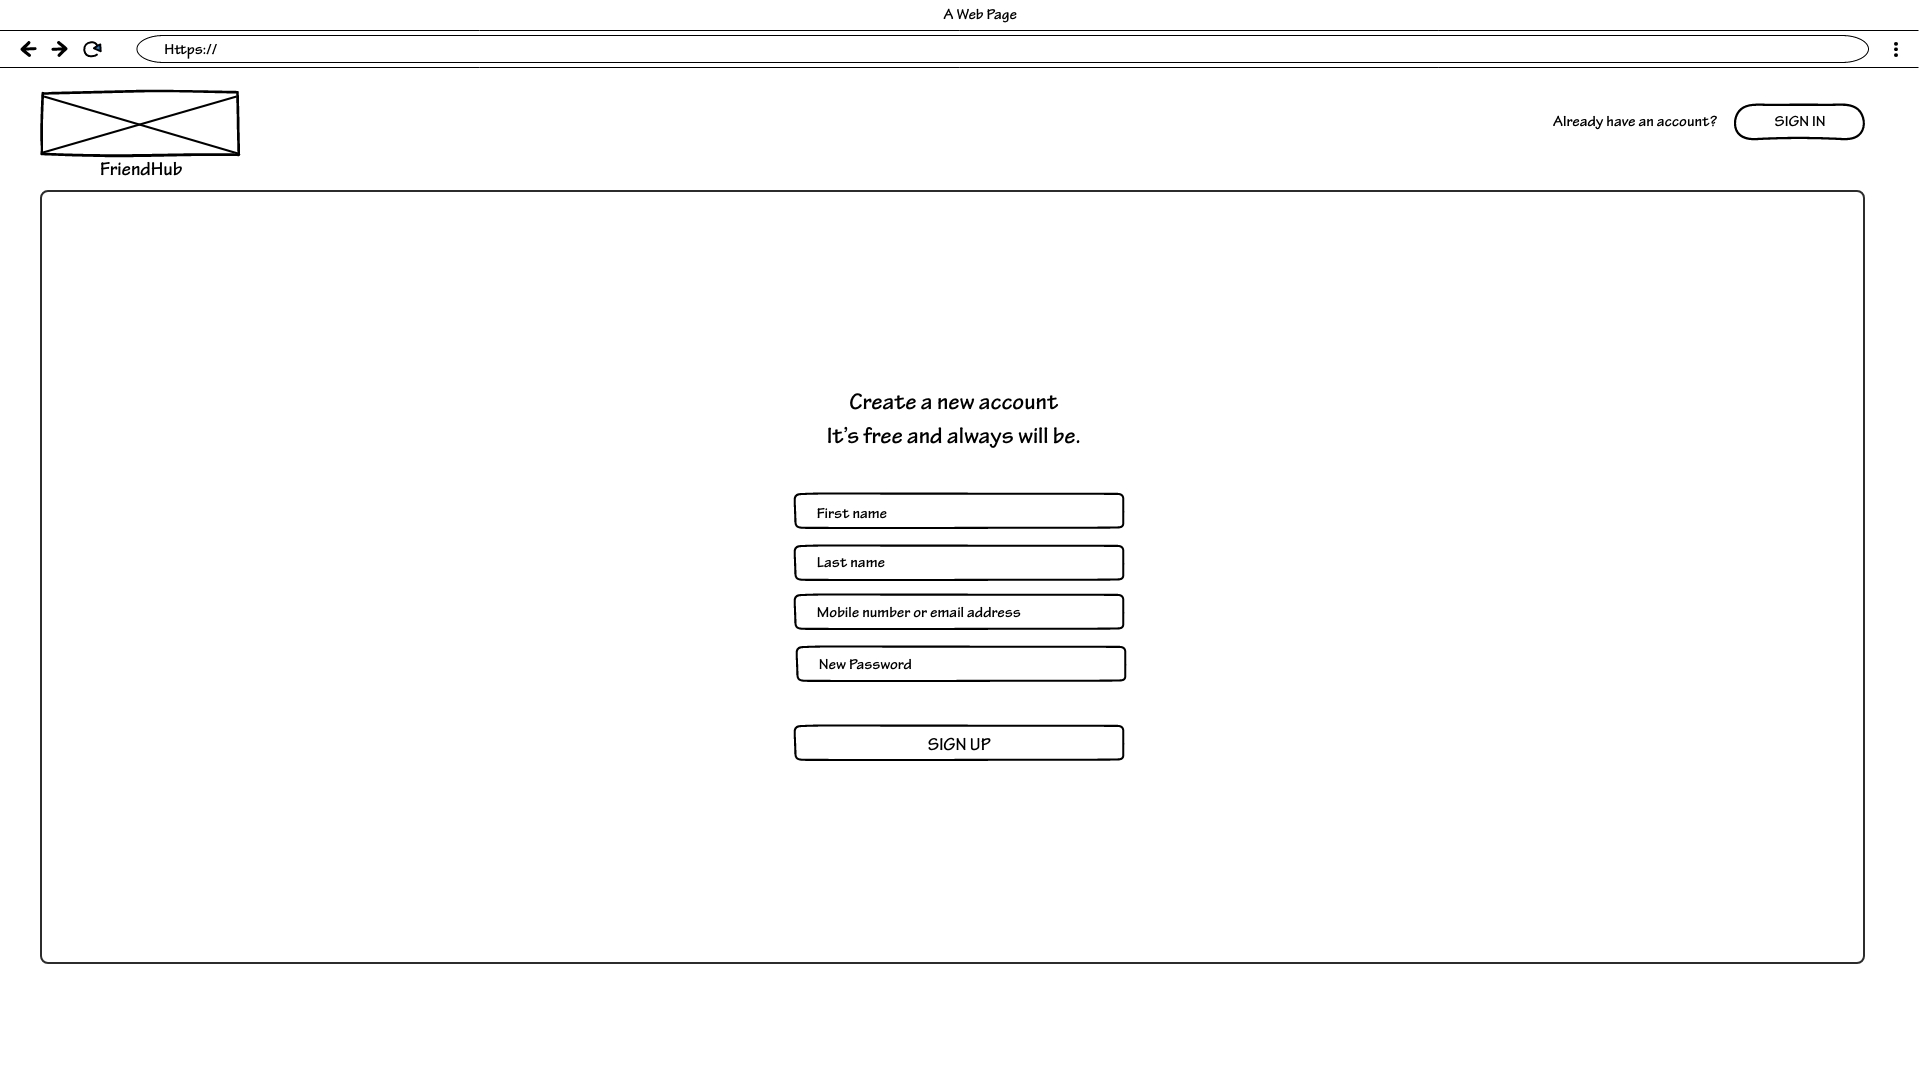 A Web Page
Https://
Already have an account?
SIGN IN
FriendHub
Create a new account
It's free and always will be.
First name
Last name
Mobile number or email address
New Password
SIGN UP